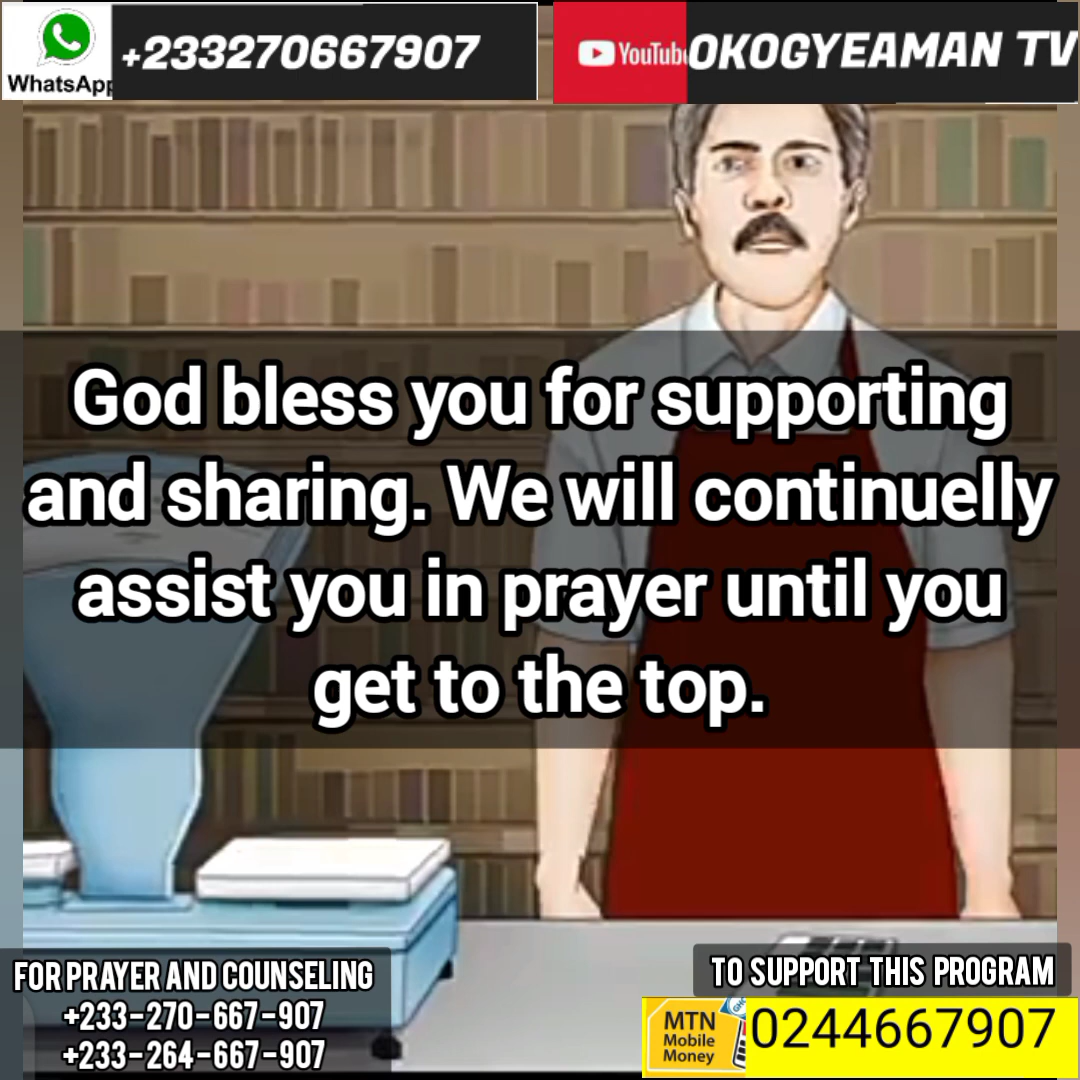 WhatsApp
+233270667907
YouTube
OKOGYEAMAN TV
God bless you for supporting
and sharing. We will continuelly
assist you in prayer until you
get to the top.
FOR PRAYER AND COUNSELING
+233-270-667-907
+233-264-667-907
TO SUPPORT THIS PROGRAM
MTN
Mobile
Money
0244667907